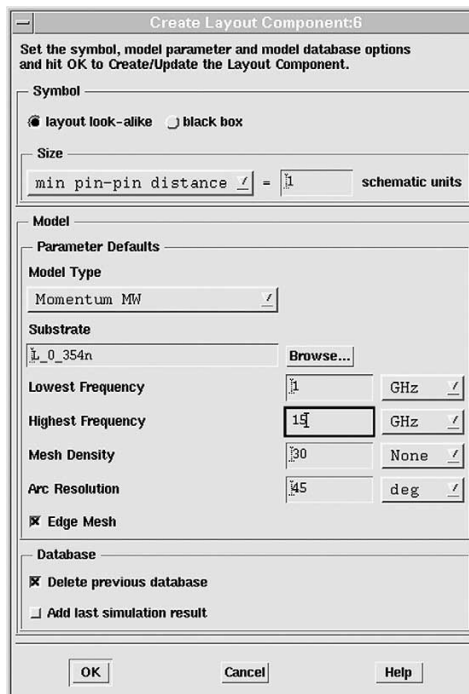 Create Layout Component:6
Set the symbol, model parameter and model database options
and hit OK to Create/Update the Layout Component.
Symbol
layout look-alike black box
Size
min pin-pin distance = 1 schematic units
Model
Parameter Defaults
Model Type
Momentum MW
Substrate
L_0_354n Browse...
Lowest Frequency 1 GHz
Highest Frequency 15 GHz
Mesh Density 30 None
Arc Resolution 45 deg
Edge Mesh
Database
Delete previous database
Add last simulation result
OK Cancel Help